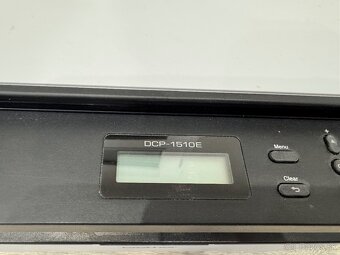 DCP-1510E
Menu
+
Clear